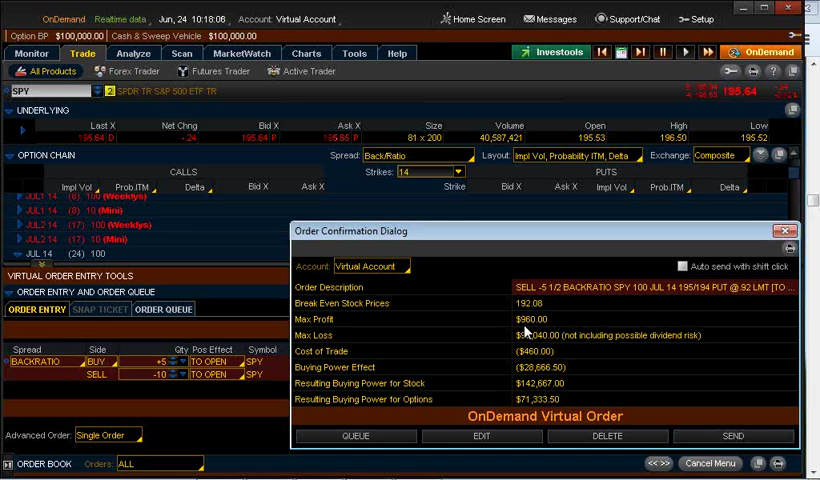 OnDemand Realtime data Jun, 24 10:18:06 Account: Virtual Account Home Screen Messages Support/Chat Setup
Option BP $100,000.00 Cash & Sweep Vehicle $100,000.00
Monitor Trade Analyze Scan MarketWatch Charts Tools Help Investools OnDemand
All Products Forex Trader Futures Trader Active Trader
SPY 2 SPDR TR S&P 500 ETF TR 195.64
UNDERLYING
Last X Net Chng Bid X Ask X Size Volume Open High Low
195.64 D -.24 195.64 P 195.65 P 81 x 200 40,587,421 195.70 196.50 195.52
OPTION CHAIN Spread: Back/Ratio Layout: Impl Vol, Probability ITM, Delta Exchange: Composite
CALLS Strikes: 14 PUTS
Impl Vol Prob.ITM Delta Bid X Ask X Strike Bid X Ask X Impl Vol Prob.ITM Delta
JUL1 14 (8) 100 (Weeklys)
JUL1 14 (8) 10 (Mini)
JUL2 14 (17) 100 (Weeklys)
JUL2 14 (17) 10 (Mini)
JUL 14 (24) 100
VIRTUAL ORDER ENTRY TOOLS
ORDER ENTRY AND ORDER QUEUE
ORDER ENTRY SNAP TICKET ORDER QUEUE
Spread Side Qty Pos Effect Symbol
BACKRATIO BUY +5 TO OPEN SPY
SELL -10 TO OPEN SPY
Advanced Order: Single Order
ORDER BOOK Orders: ALL
Order Confirmation Dialog
Account: Virtual Account Auto send with shift click
Order Description SELL -5 1/2 BACKRATIO SPY 100 JUL 14 195/194 PUT @.92 LMT [TO ...
Break Even Stock Prices 192.08
Max Profit $960.00
Max Loss (not including possible dividend risk)
Cost of Trade ($460.00)
Buying Power Effect ($28,666.50)
Resulting Buying Power for Stock $142,667.00
Resulting Buying Power for Options $71,333.50
OnDemand Virtual Order
QUEUE EDIT DELETE SEND
<< >> Cancel Menu